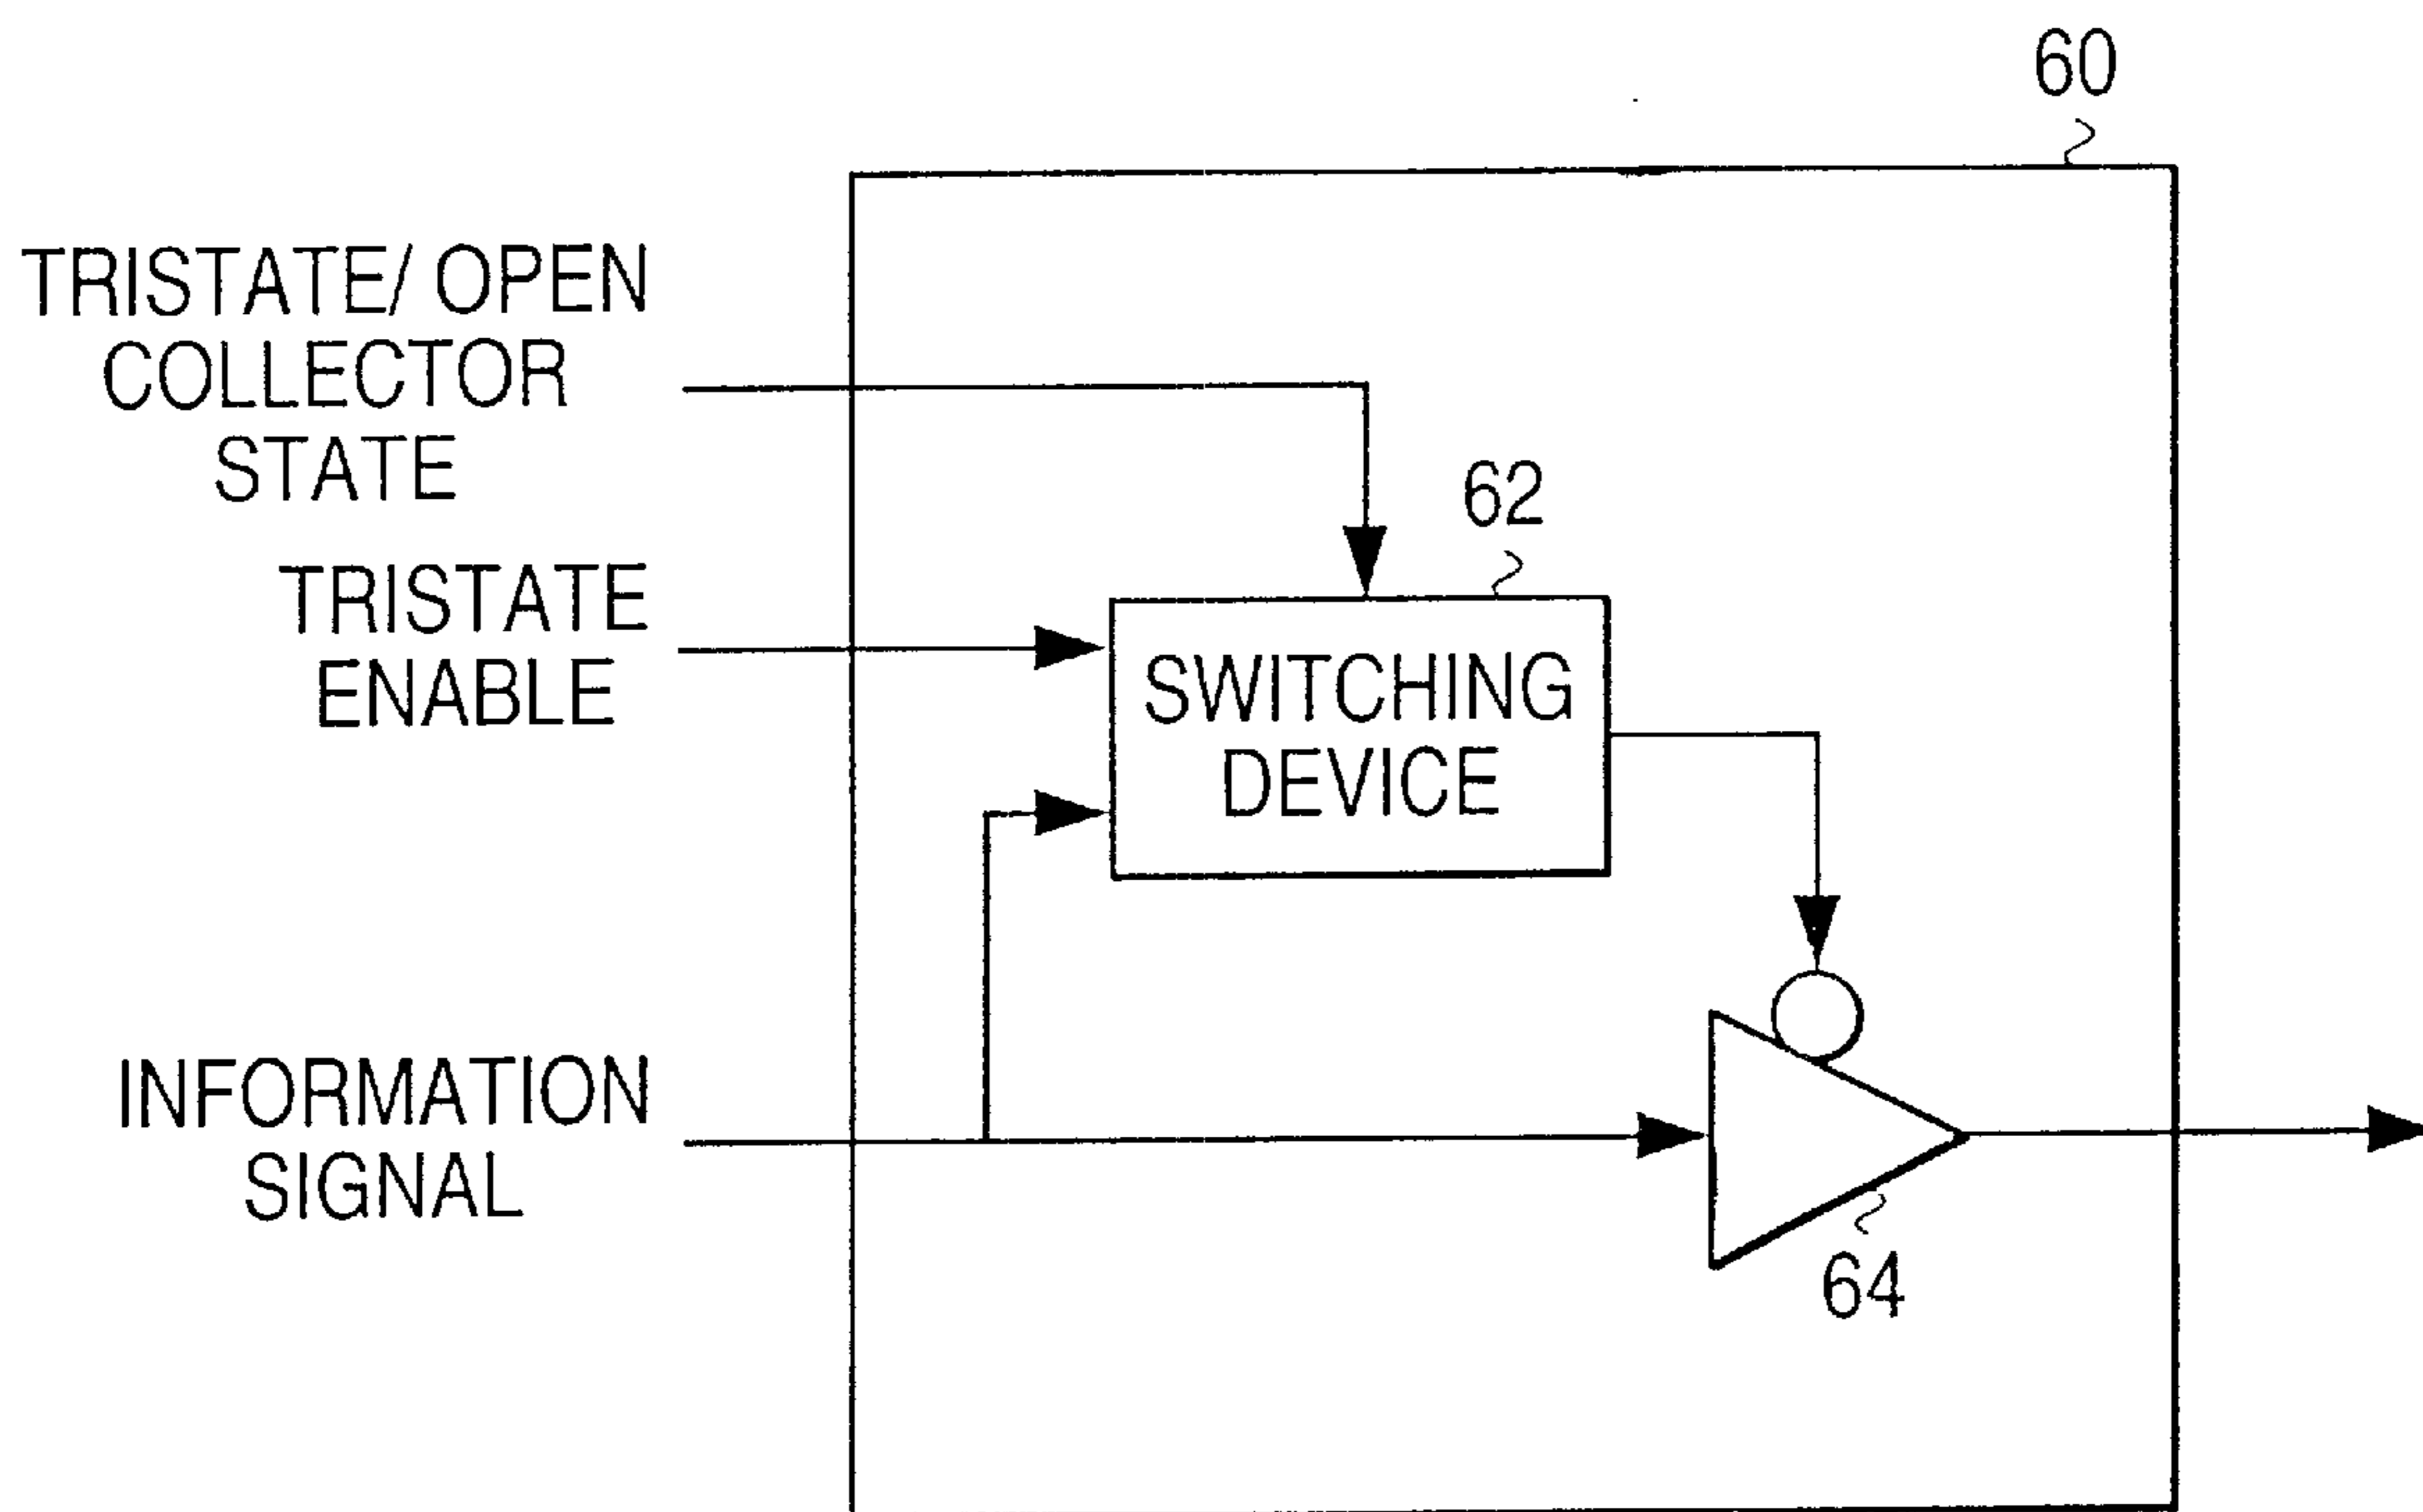 60
TRISTATE/ OPEN
COLLECTOR
STATE
62
TRISTATE
ENABLE
SWITCHING
DEVICE
INFORMATION
SIGNAL
64